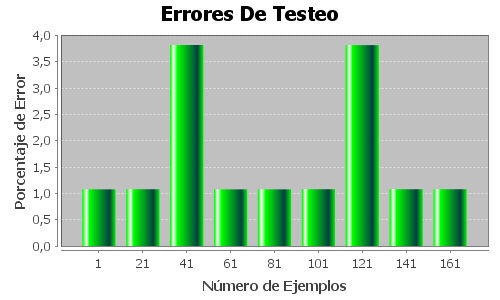 Errores De Testeo
4,0
3,5
3,0
2,5
2,0
1,5
1,0
0,5
0,0
Porcentaje de Error
1 21 41 61 81 101 121 141 161
Número de Ejemplos